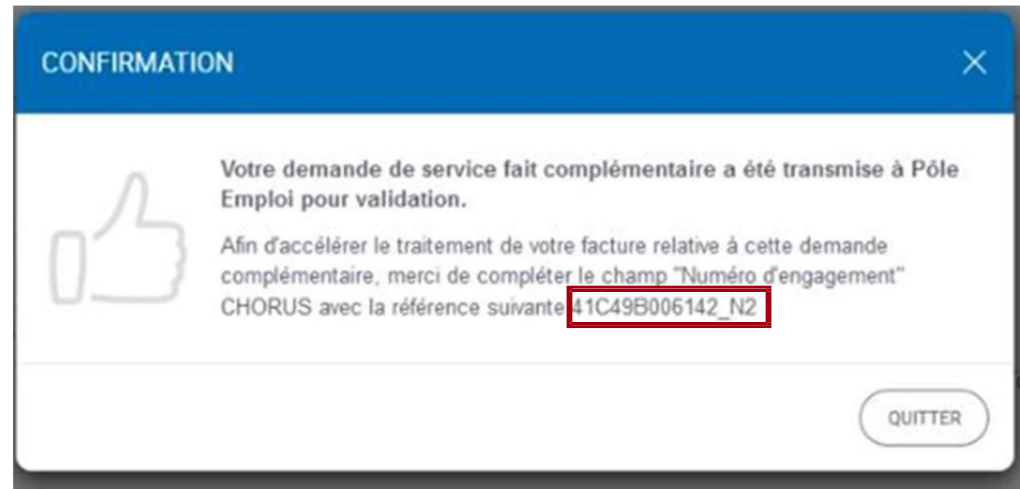 CONFIRMATION
Votre demande de service fait complémentaire a été transmise à Pôle
Emploi pour validation.
Afin d'accélérer le traitement de votre facture relative à cette demande
complémentaire, merci de compléter le champ "Numéro d'engagement"
CHORUS avec la référence suivante 41C49B006142_N2
QUITTER